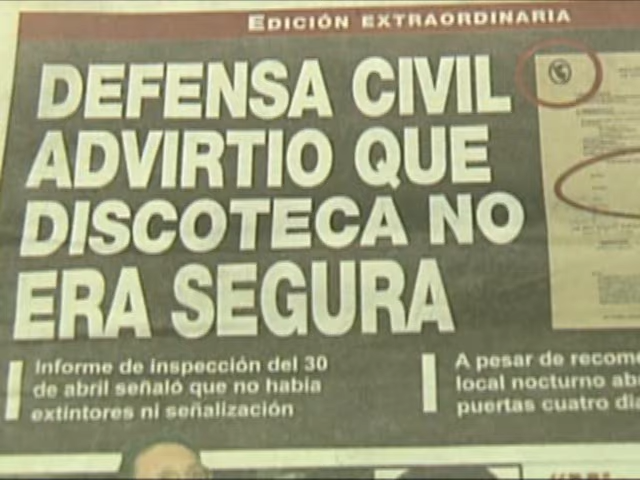 EDICIÓN EXTRAORDINARIA
DEFENSA CIVIL
ADVIRTIO QUE
DISCOTECA NO
ERA SEGURA
Informe de inspección del 30
de abril señaló que no había
extintores ni señalización
A pesar de
local nocturno
puertas cuatro